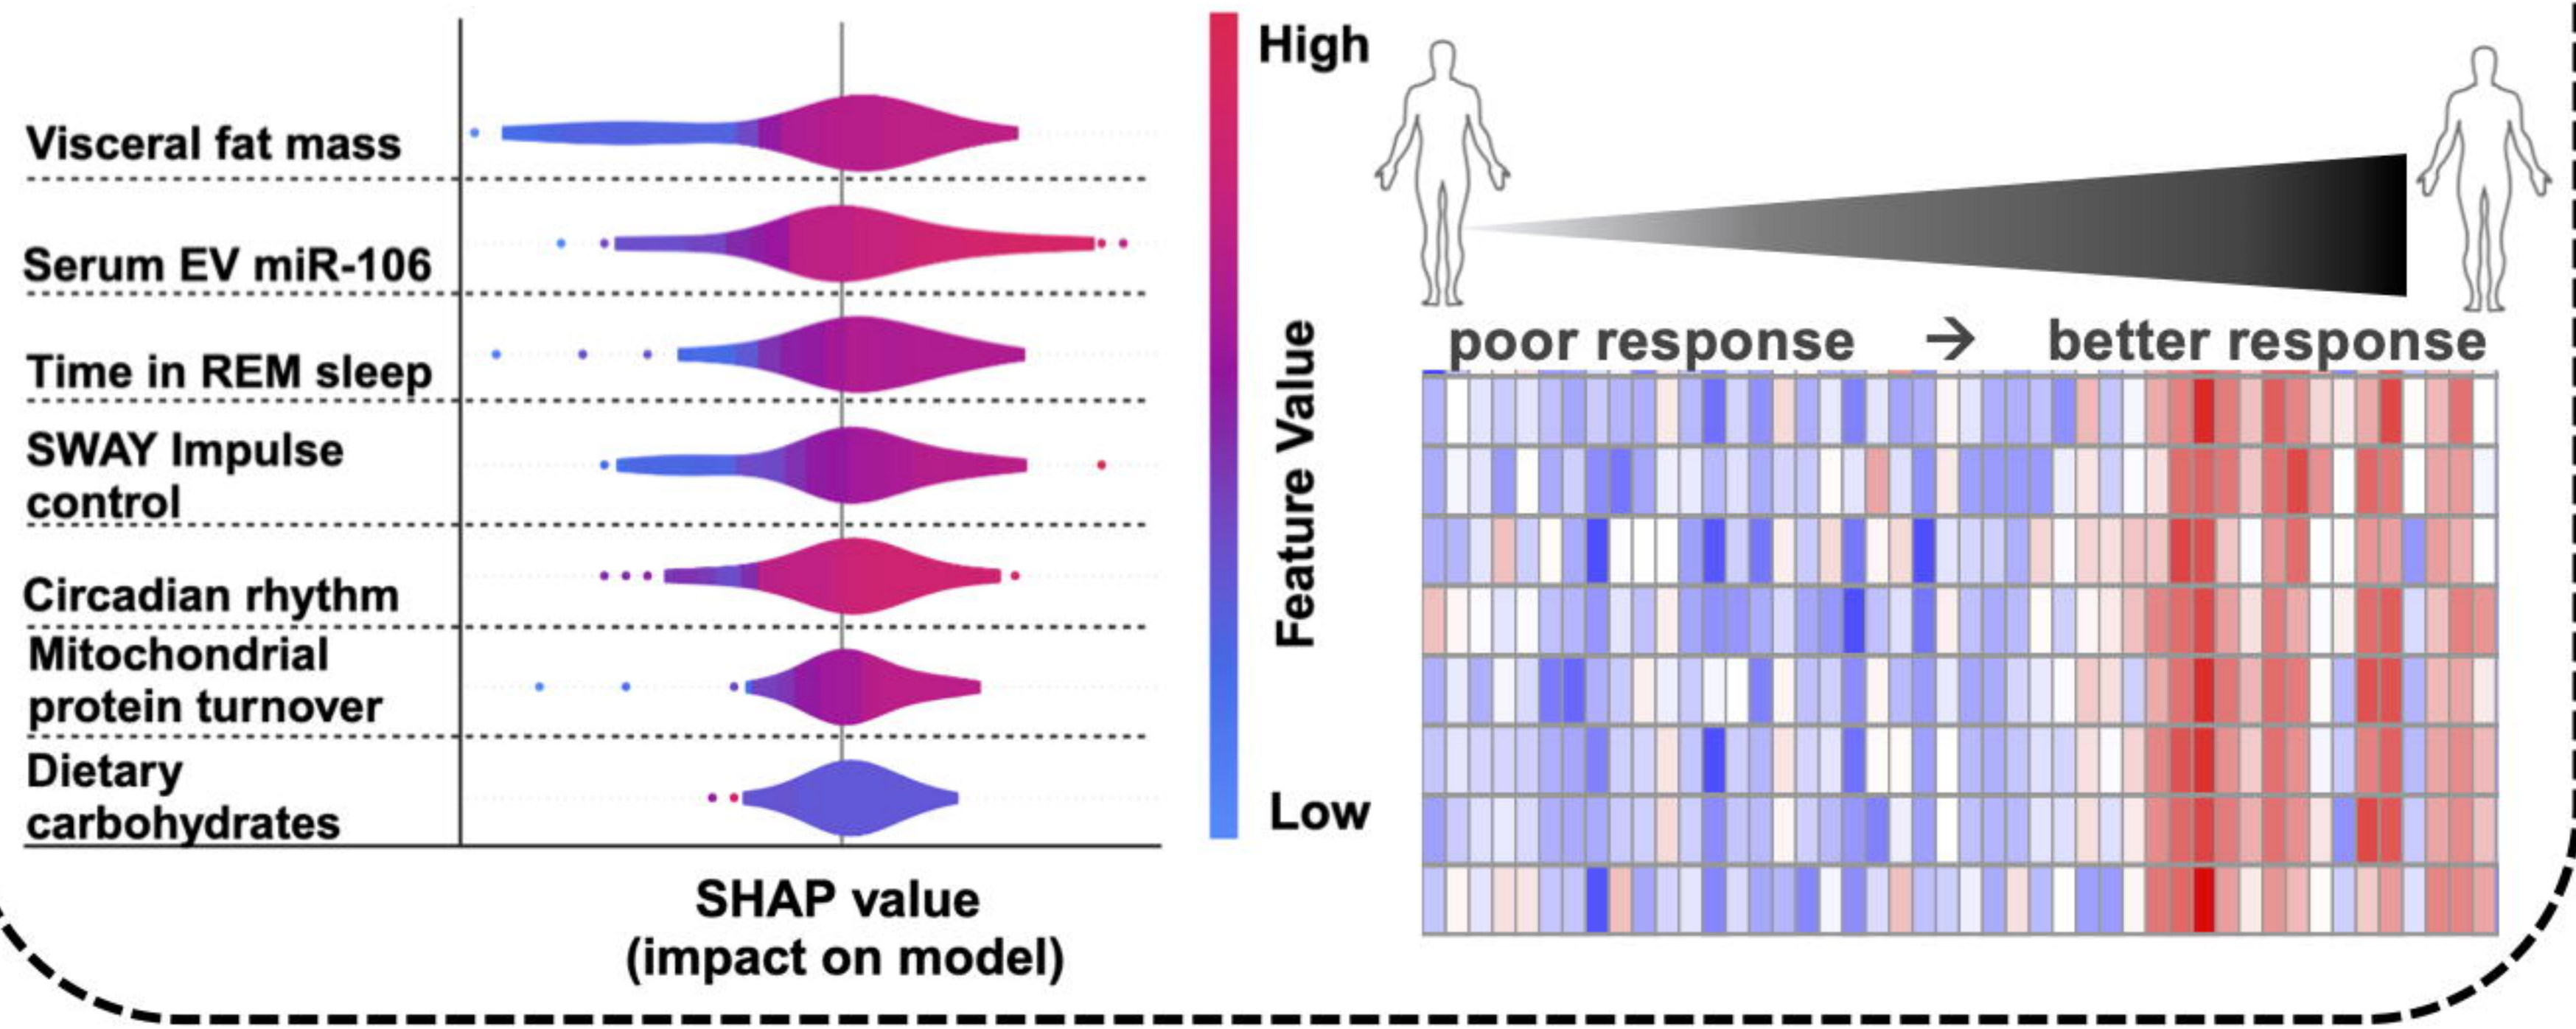 Visceral fat mass
Serum EV miR-106
Time in REM sleep
SWAY Impulse
control
Circadian rhythm
Mitochondrial
protein turnover
Dietary
carbohydrates
SHAP value
(impact on model)
High
Feature Value
Low
poor response → better response